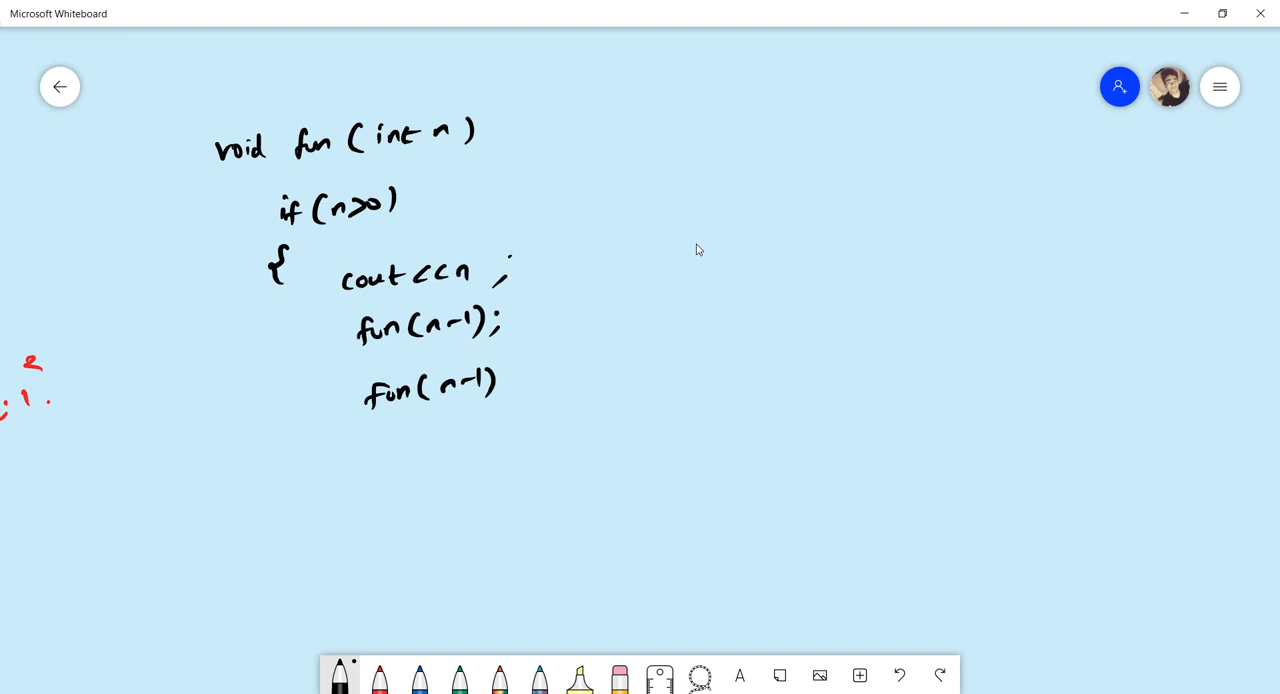 Microsoft Whiteboard
void fun (int n)
if (n>0)
{ cout<<n ;
fun(n-1);
2
; 1 .
fun(n-1)
A